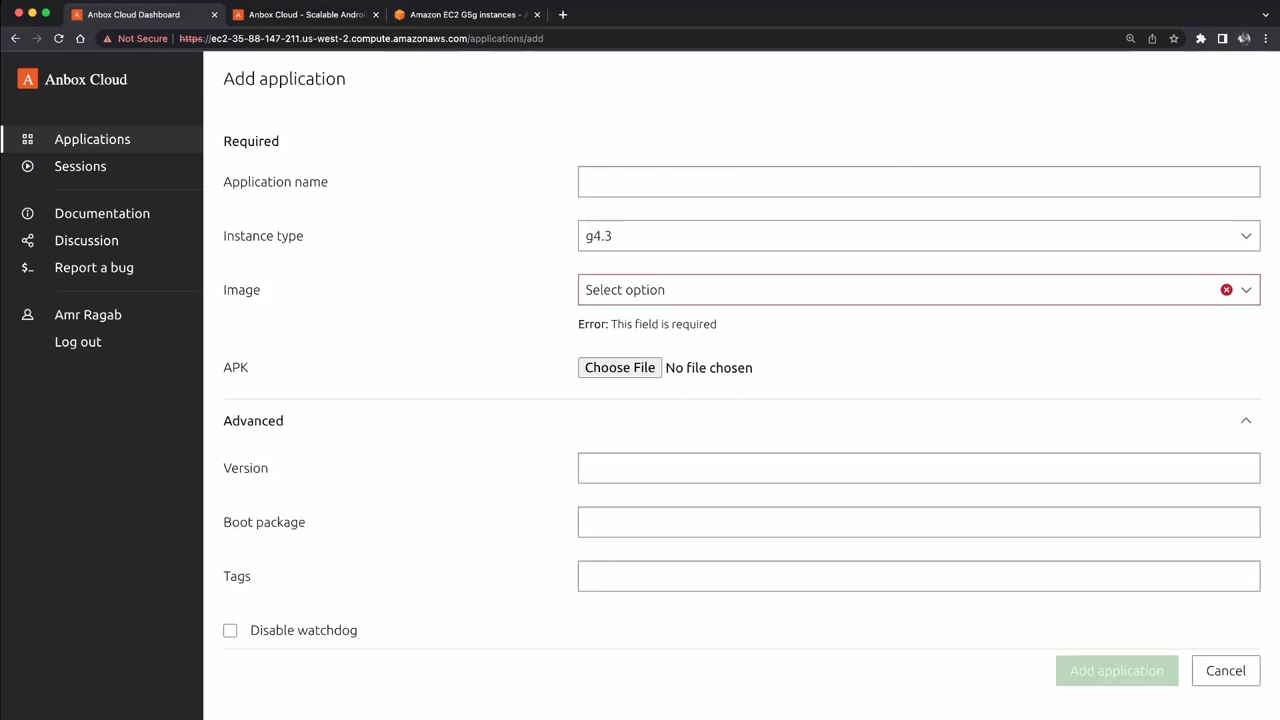 Anbox Cloud Dashboard
Anbox Cloud - Scalable Androi
Amazon EC2 G5g instances - A
Not Secure | https://ec2-35-88-147-211.us-west-2.compute.amazonaws.com/applications/add
A Anbox Cloud
Applications
Sessions
Documentation
Discussion
$_ Report a bug
Amr Ragab
Log out
Add application
Required
Application name
Instance type g4.3
Image Select option
Error: This field is required
APK Choose File No file chosen
Advanced
Version
Boot package
Tags
Disable watchdog
Add application Cancel